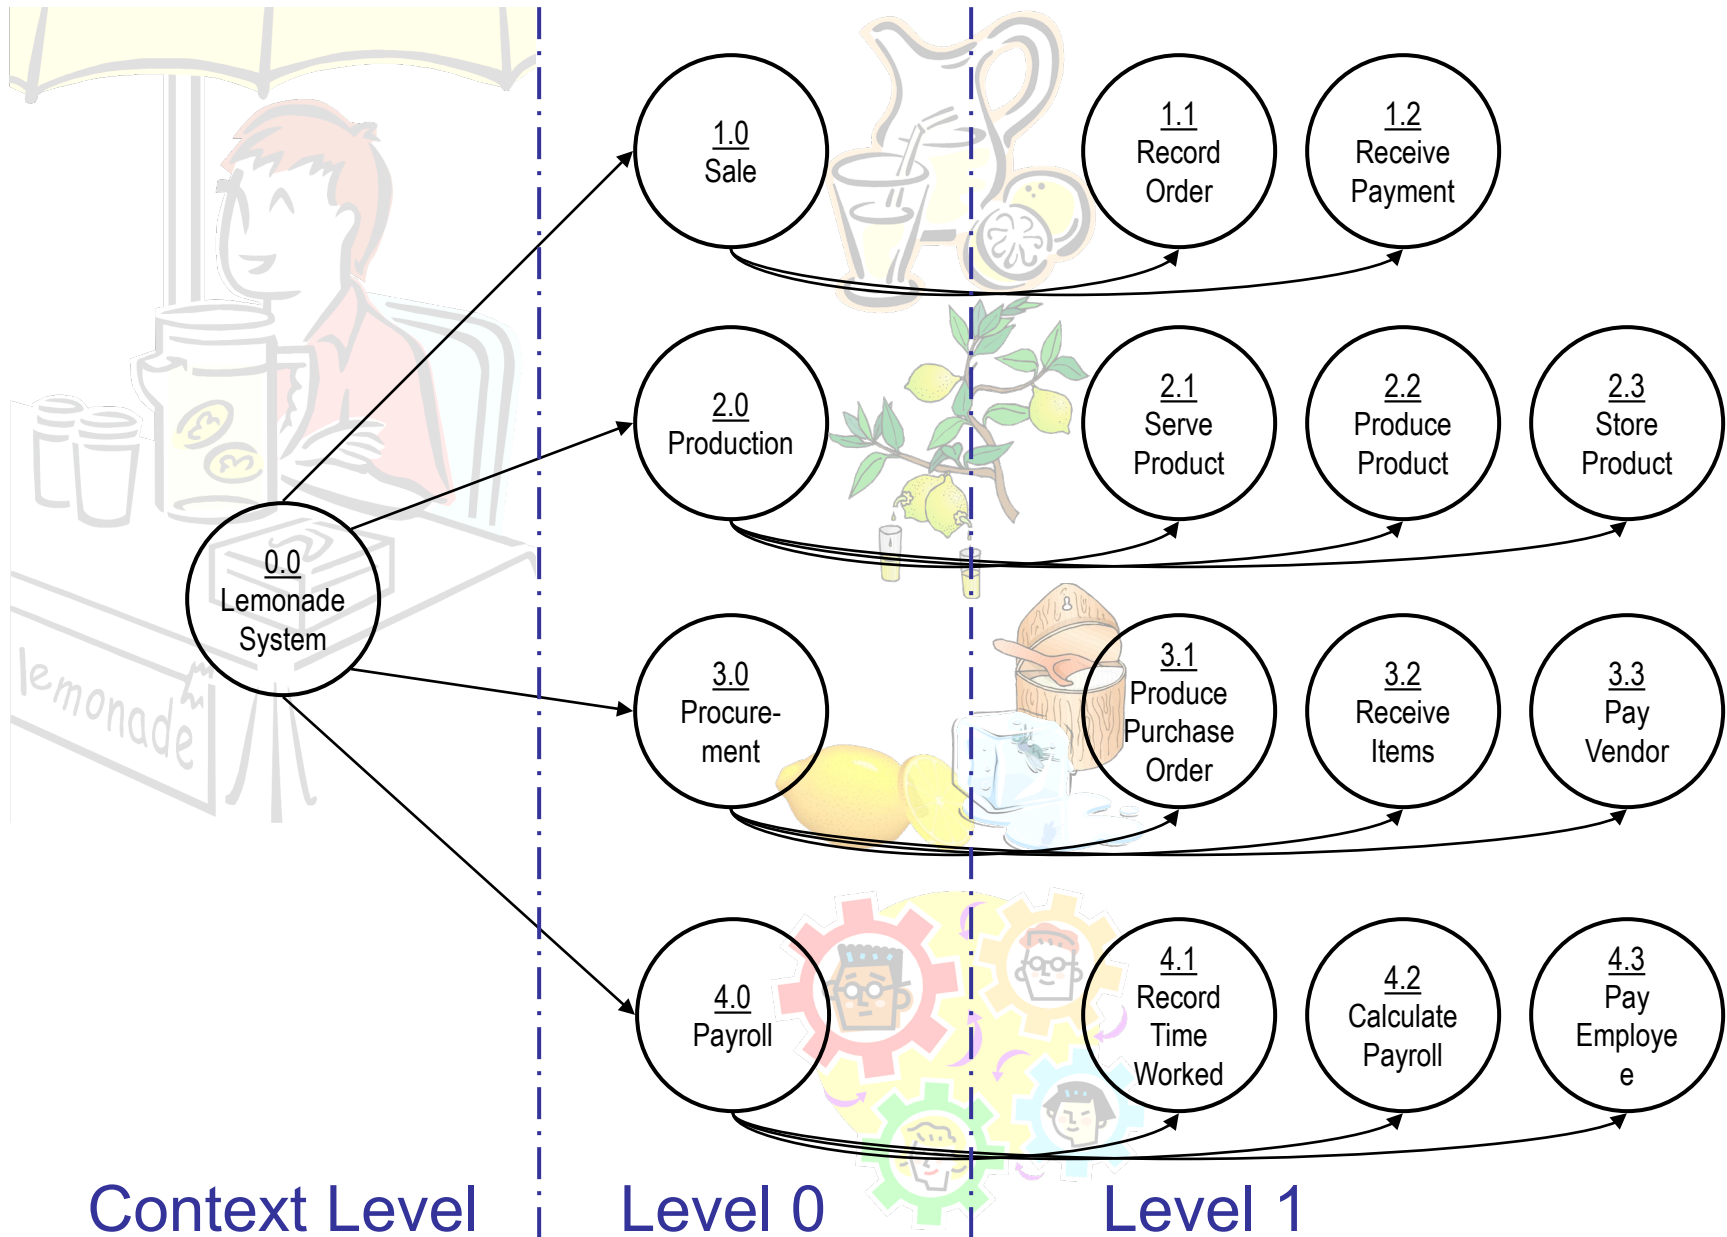 1.0
Sale
1.1
Record
Order
1.2
Receive
Payment
2.0
Production
2.1
Serve
Product
2.2
Produce
Product
2.3
Store
Product
0.0
Lemonade
System
lemonade
3.0
Procure-
ment
3.1
Produce
Purchase
Order
3.2
Receive
Items
3.3
Pay
Vendor
4.0
Payroll
4.1
Record
Time
Worked
4.2
Calculate
Payroll
4.3
Pay
Employe
e
Context Level
Level 0
Level 1